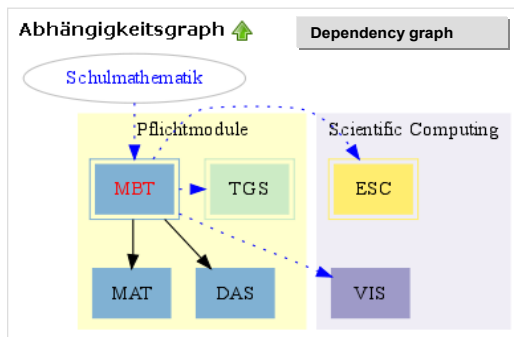 Abhängigkeitsgraph
Dependency graph
Schulmathematik
Pflichtmodule
Scientific Computing
MBT
TGS
ESC
MAT
DAS
VIS